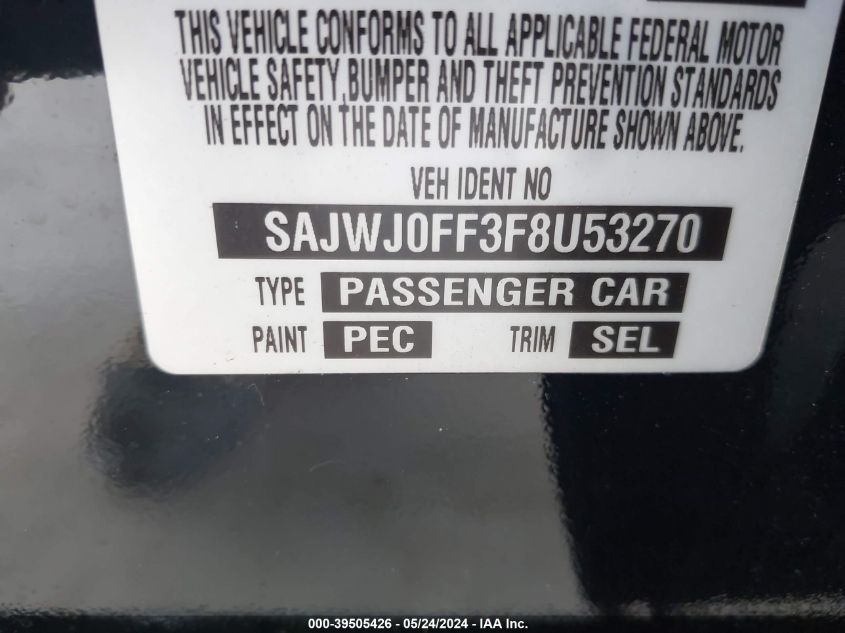 THIS VEHICLE CONFORMS TO ALL APPLICABLE FEDERAL MOTOR
VEHICLE SAFETY,BUMPER AND THEFT PREVENTION STANDARDS
IN EFFECT ON THE DATE OF MANUFACTURE SHOWN ABOVE.
VEH IDENT NO
SAJWJ0FF3F8U53270
TYPE PASSENGER CAR
PAINT PEC TRIM SEL
000-39505426 - 05/24/2024 - IAA Inc.